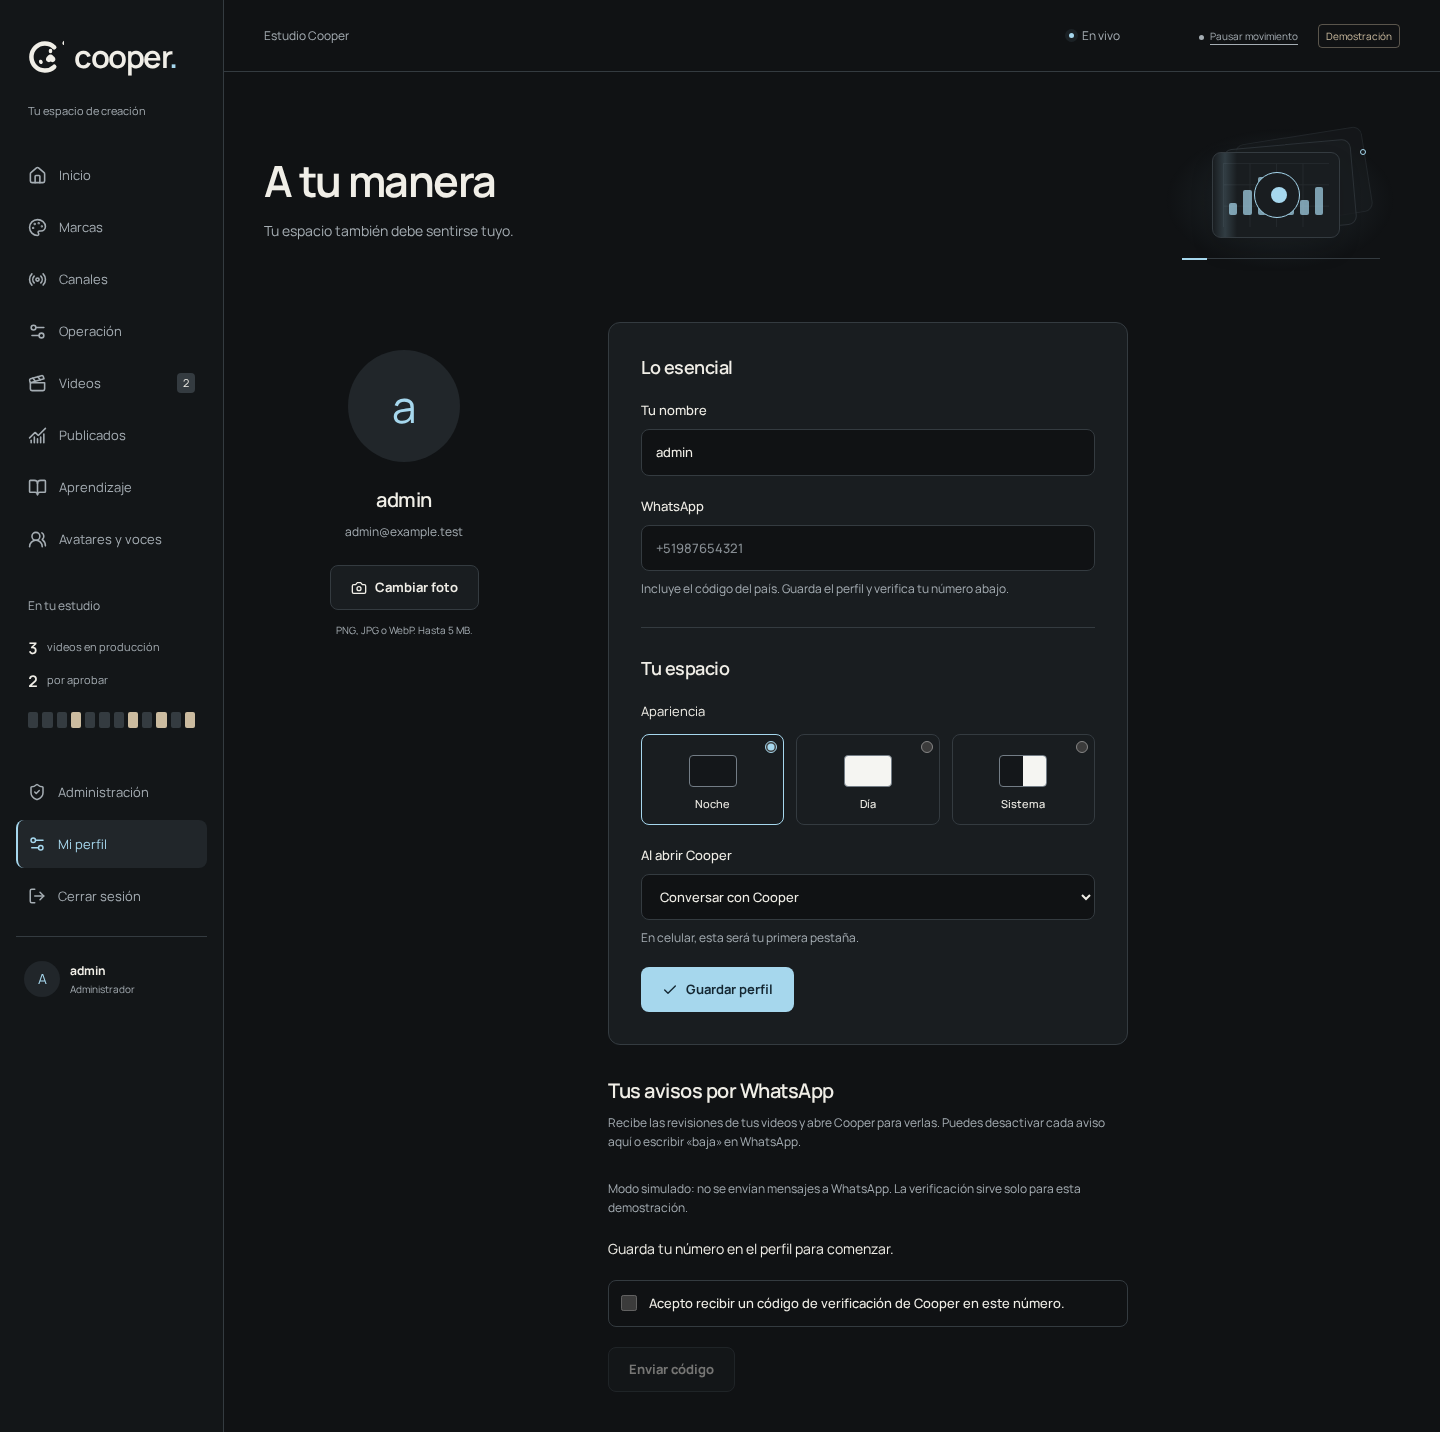 cooper.
Tu espacio de creación
Inicio
Marcas
Canales
Operación
Videos 2
Publicados
Aprendizaje
Avatares y voces
En tu estudio
3 videos en producción
2 por aprobar
Administración
Mi perfil
Cerrar sesión
A admin
Administrador
Estudio Cooper
En vivo
Pausar movimiento
Demostración
A tu manera
Tu espacio también debe sentirse tuyo.
a
admin
admin@example.test
Cambiar foto
PNG, JPG o WebP. Hasta 5 MB.
Lo esencial
Tu nombre
admin
WhatsApp
+51987654321
Incluye el código del país. Guarda el perfil y verifica tu número abajo.
Tu espacio
Apariencia
Noche
Día
Sistema
Al abrir Cooper
Conversar con Cooper
En celular, esta será tu primera pestaña.
Guardar perfil
Tus avisos por WhatsApp
Recibe las revisiones de tus videos y abre Cooper para verlas. Puedes desactivar cada aviso
aquí o escribir «baja» en WhatsApp.
Modo simulado: no se envían mensajes a WhatsApp. La verificación sirve solo para esta
demostración.
Guarda tu número en el perfil para comenzar.
Acepto recibir un código de verificación de Cooper en este número.
Enviar código